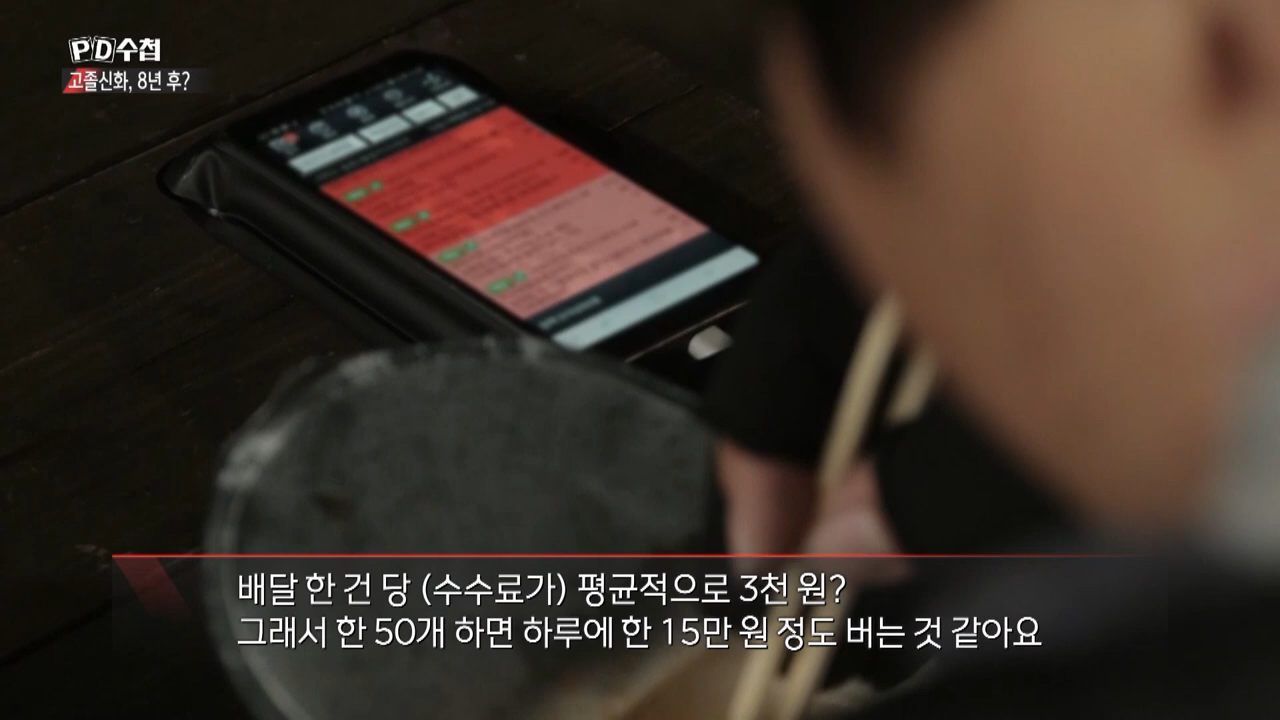 PD수첩
고졸신화, 8년 후?
배달 한 건 당 (수수료가) 평균적으로 3천 원?
그래서 한 50개 하면 하루에 한 15만 원 정도 버는 것 같아요